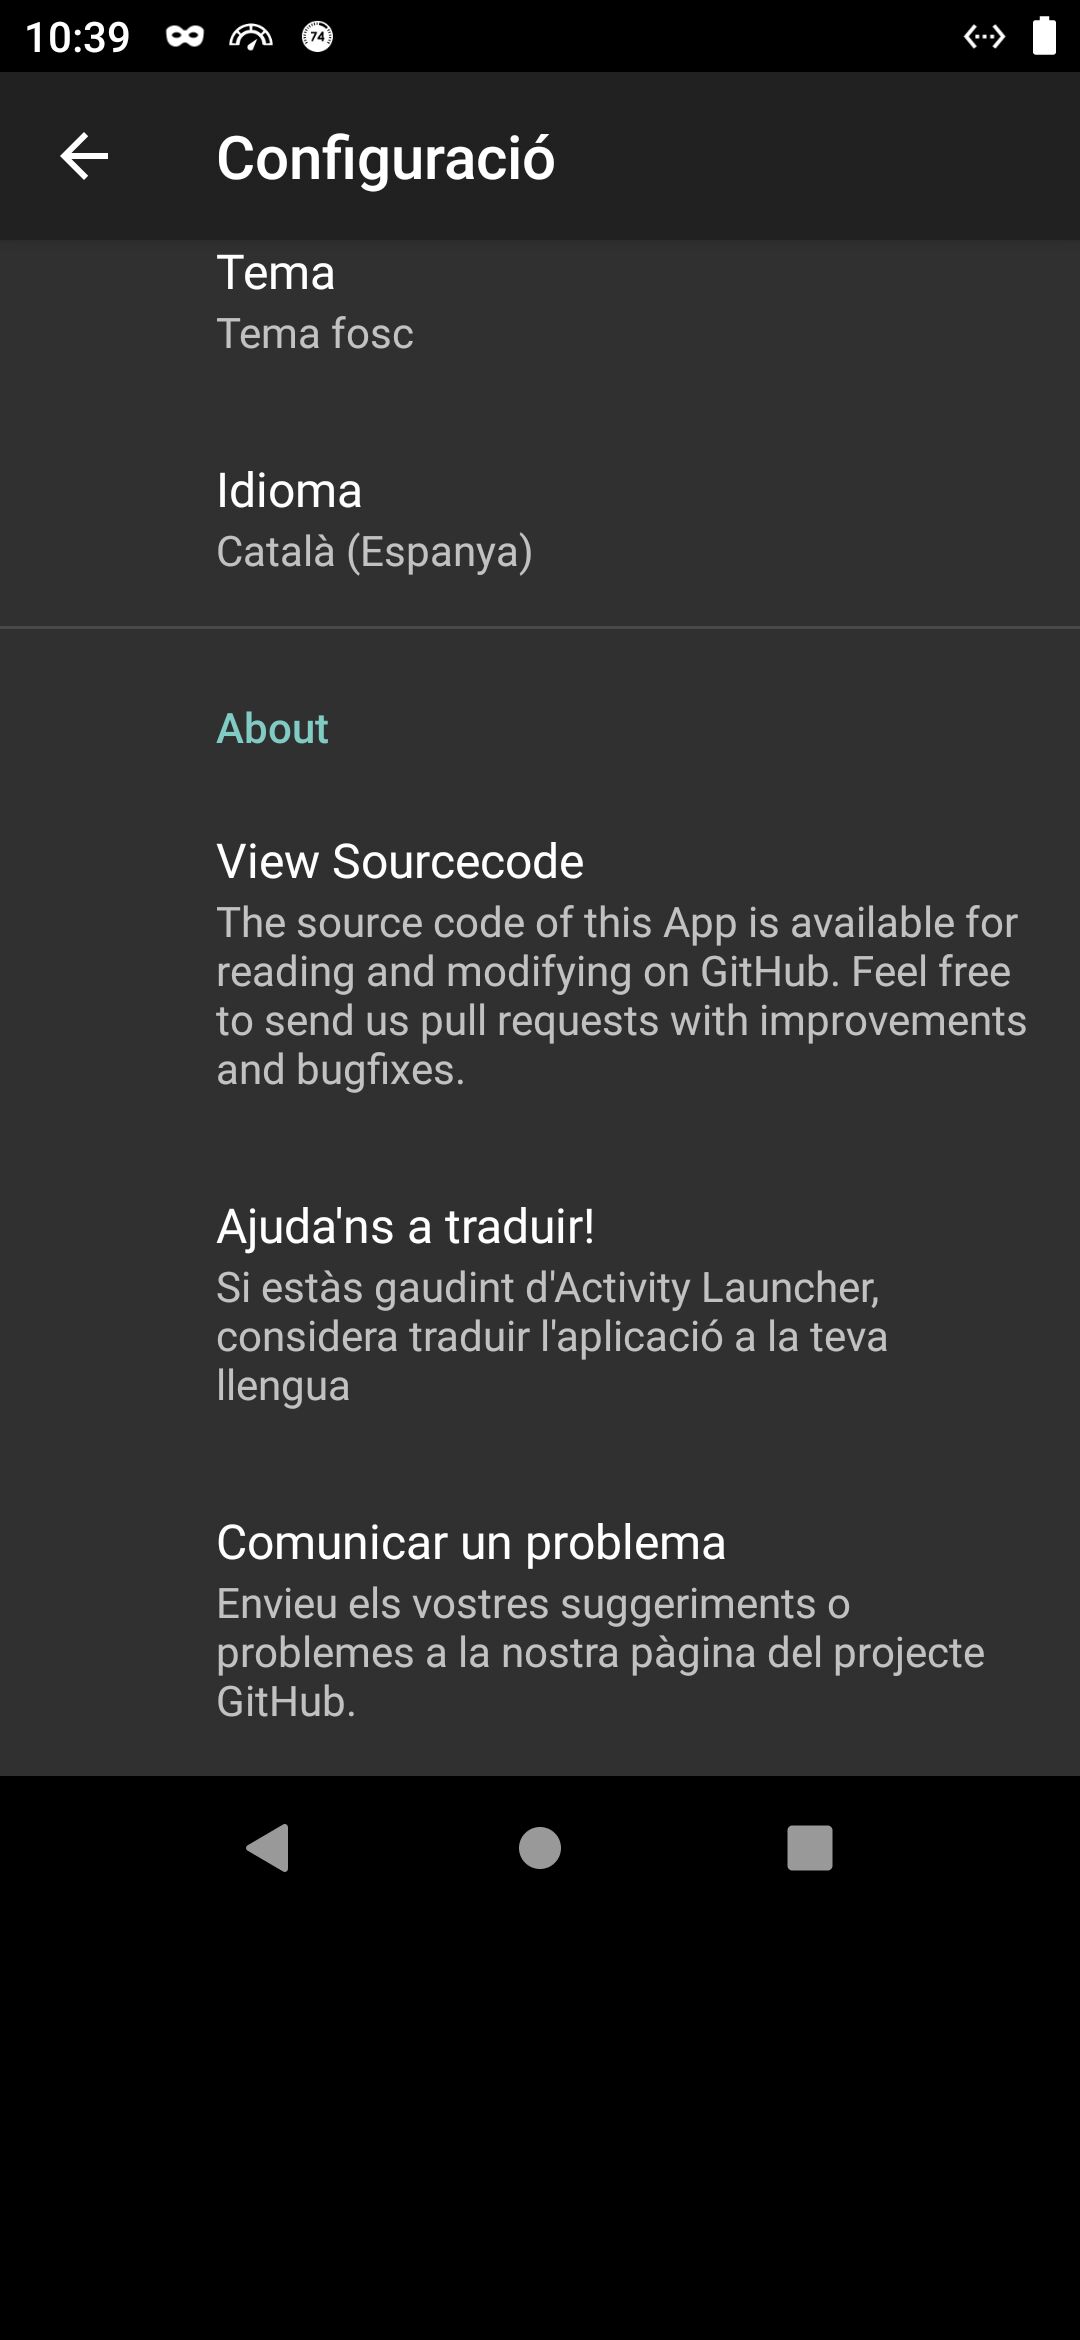 10:39
74
Configuració
Tema
Tema fosc
Idioma
Català (Espanya)
About
View Sourcecode
The source code of this App is available for
reading and modifying on GitHub. Feel free
to send us pull requests with improvements
and bugfixes.
Ajuda'ns a traduir!
Si estàs gaudint d'Activity Launcher,
considera traduir l'aplicació a la teva
llengua
Comunicar un problema
Envieu els vostres suggeriments o
problemes a la nostra pàgina del projecte
GitHub.